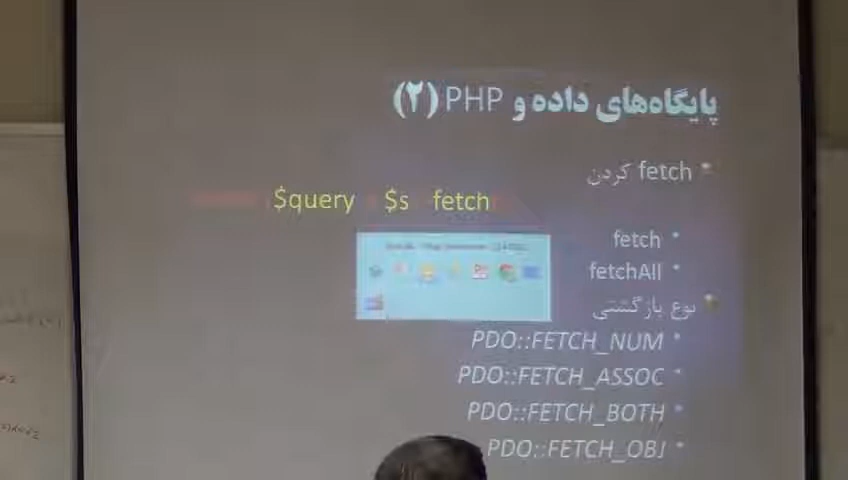 پایگاه‌های داده و PHP (۲)
fetch کردن
$query $s fetch
fetch
fetchAll
نوع بازگشتی
PDO::FETCH_NUM
PDO::FETCH_ASSOC
PDO::FETCH_BOTH
PDO::FETCH_OBJ